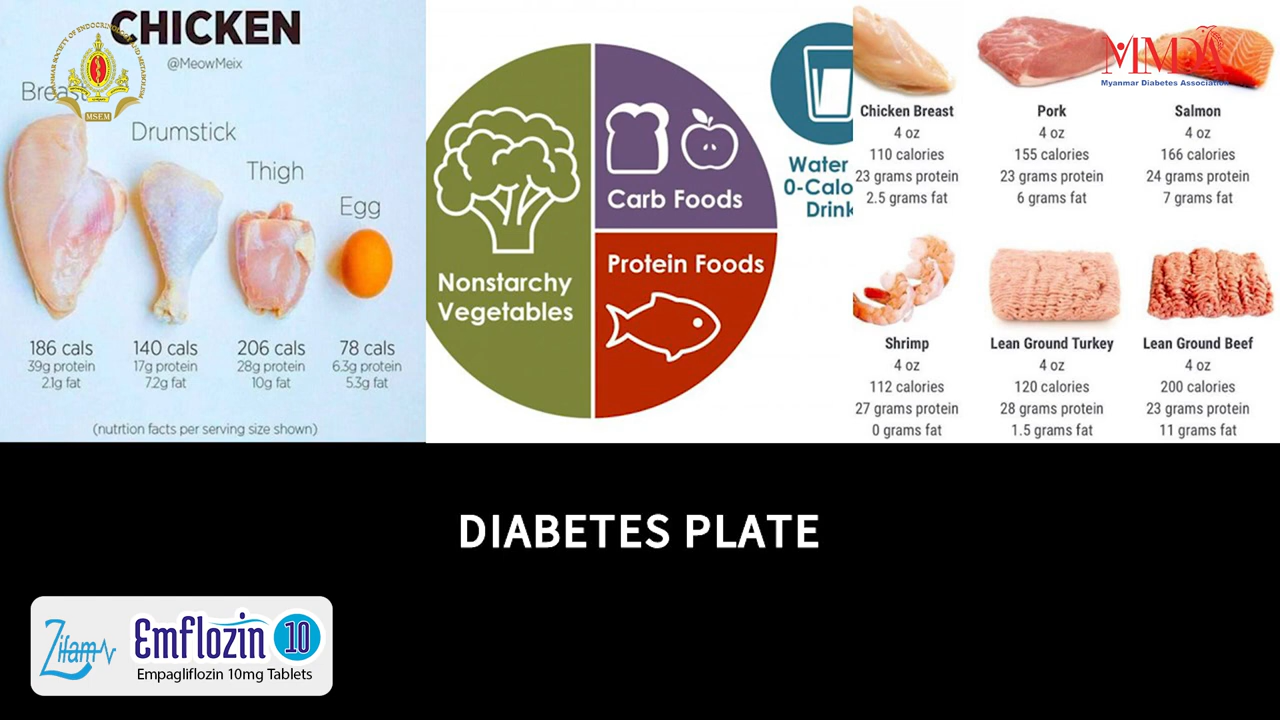 CHICKEN
@MeowMeix
MSEM
Breast
Drumstick
Thigh
Egg
186 cals
39g protein
2.1g fat
140 cals
17g protein
7.2g fat
206 cals
28g protein
10g fat
78 cals
6.3g protein
5.3g fat
(nutrtion facts per serving size shown)
Nonstarchy
Vegetables
Carb Foods
Protein Foods
Water
0-Calo
Drink
MMDA
Myanmar Diabetes Association
Chicken Breast
4 oz
110 calories
23 grams protein
2.5 grams fat
Pork
4 oz
155 calories
23 grams protein
6 grams fat
Salmon
4 oz
166 calories
24 grams protein
7 grams fat
Shrimp
4 oz
112 calories
27 grams protein
0 grams fat
Lean Ground Turkey
4 oz
120 calories
28 grams protein
1.5 grams fat
Lean Ground Beef
4 oz
200 calories
23 grams protein
11 grams fat
DIABETES PLATE
Zifam
Emflozin 10
Empagliflozin 10mg Tablets